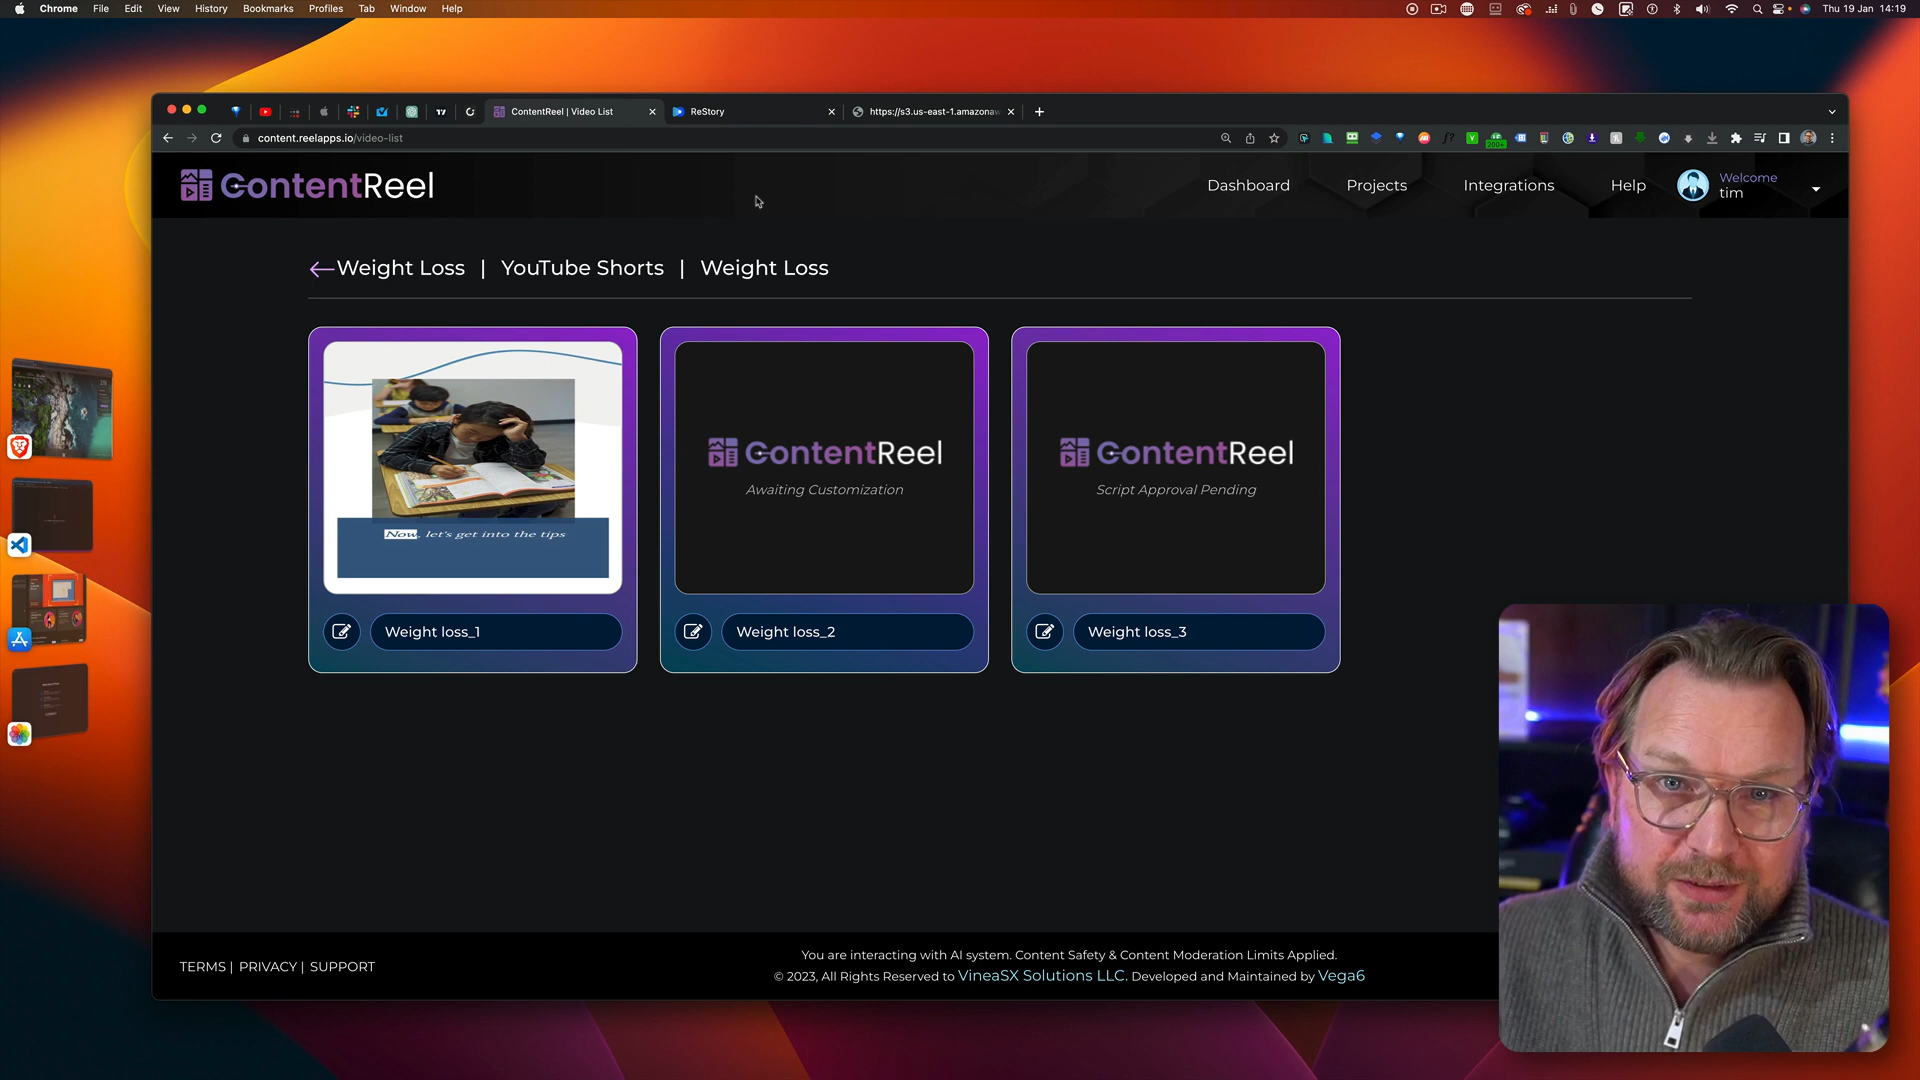 Chrome File Edit View History Bookmarks Profiles Tab Window Help
Thu 19 Jan 14:19
ContentReel | Video List
ReStory
https://s3.us-east-1.amazonaw
content.reelapps.io/video-list
200+
ContentReel
Dashboard
Projects
Integrations
Help
Welcome
tim
Weight Loss | YouTube Shorts | Weight Loss
Now, let's get into the tips
Weight loss_1
ContentReel
Awaiting Customization
Weight loss_2
ContentReel
Script Approval Pending
Weight loss_3
TERMS | PRIVACY | SUPPORT
You are interacting with AI system. Content Safety & Content Moderation Limits Applied.
© 2023, All Rights Reserved to VineaSX Solutions LLC. Developed and Maintained by Vega6